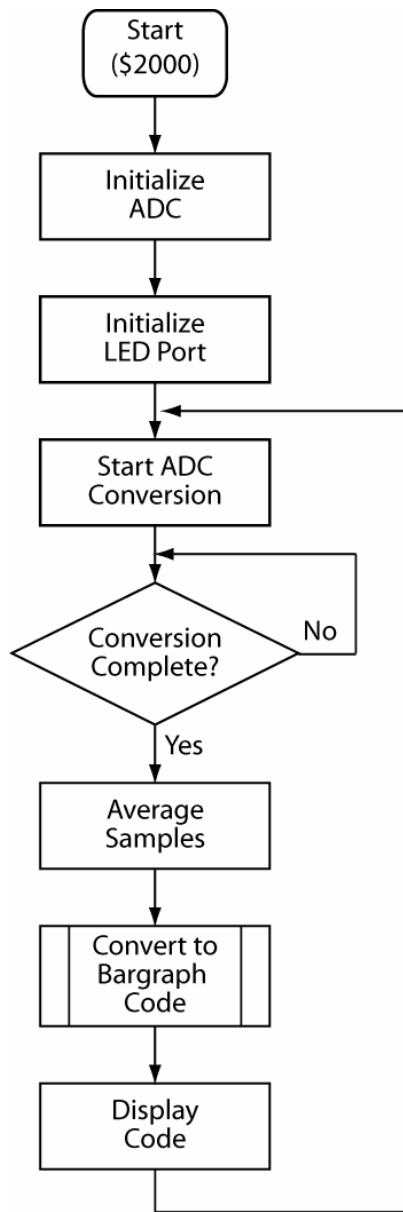 Start
($2000)
Initialize
ADC
Initialize
LED Port
Start ADC
Conversion
Conversion
Complete?
No
Yes
Average
Samples
Convert to
Bargraph
Code
Display
Code